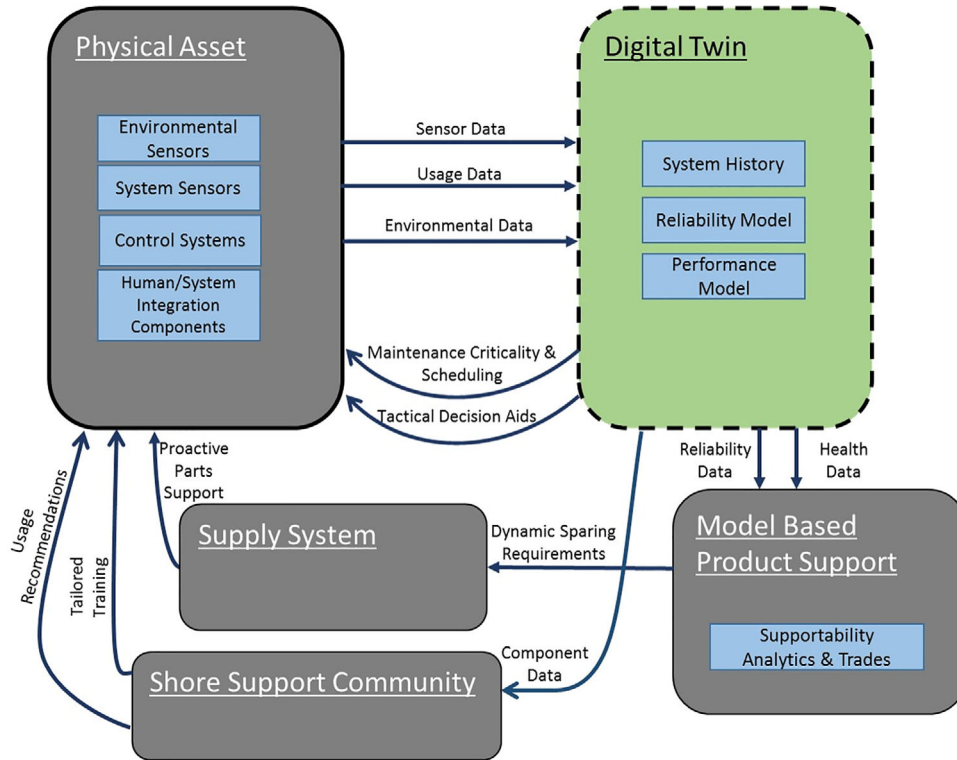 Physical Asset
Environmental
Sensors
System Sensors
Control Systems
Human/System
Integration
Components
Sensor Data
Usage Data
Environmental Data
Digital Twin
System History
Reliability Model
Performance
Model
Maintenance Criticality &
Scheduling
Tactical Decision Aids
Reliability
Data
Health
Data
Usage
Recommendations
Tailored
Training
Proactive
Parts
Support
Supply System
Dynamic Sparing
Requirements
Model Based
Product Support
Supportability
Analytics & Trades
Shore Support Community
Component
Data